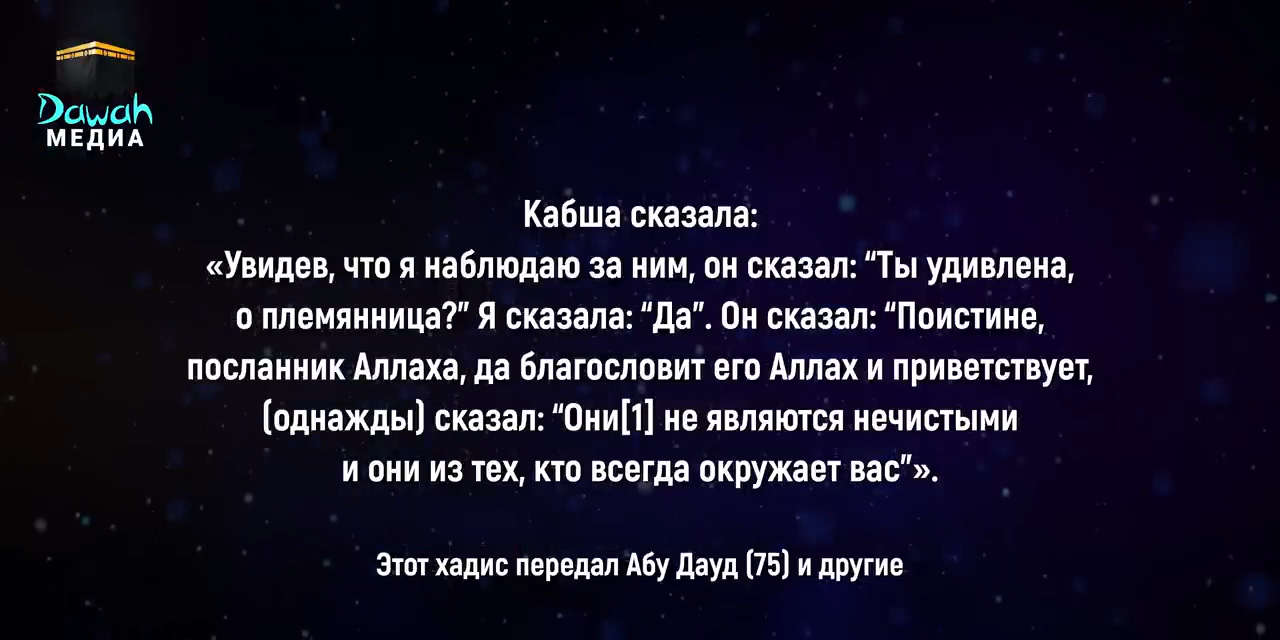 Dawah
МЕДИА
Кабша сказала:
«Увидев, что я наблюдаю за ним, он сказал: “Ты удивлена,
о племянница?” Я сказала: “Да”. Он сказал: “Поистине,
посланник Аллаха, да благословит его Аллах и приветствует,
(однажды) сказал: “Они[1] не являются нечистыми
и они из тех, кто всегда окружает вас”».
Этот хадис передал Абу Дауд (75) и другие